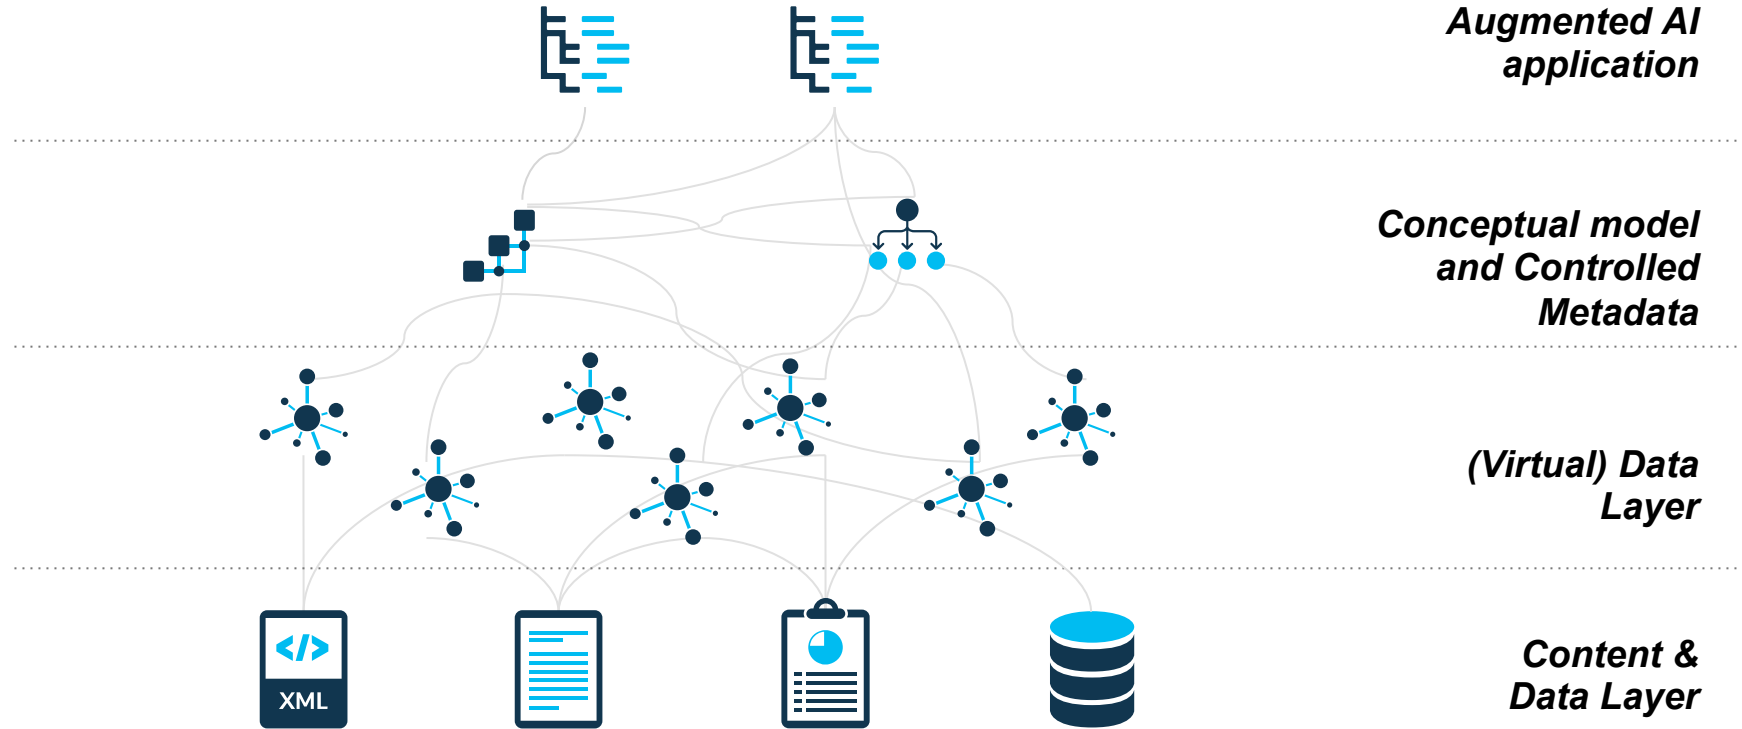 Augmented AI
application
Conceptual model
and Controlled
Metadata
(Virtual) Data
Layer
</>
XML
Content &
Data Layer